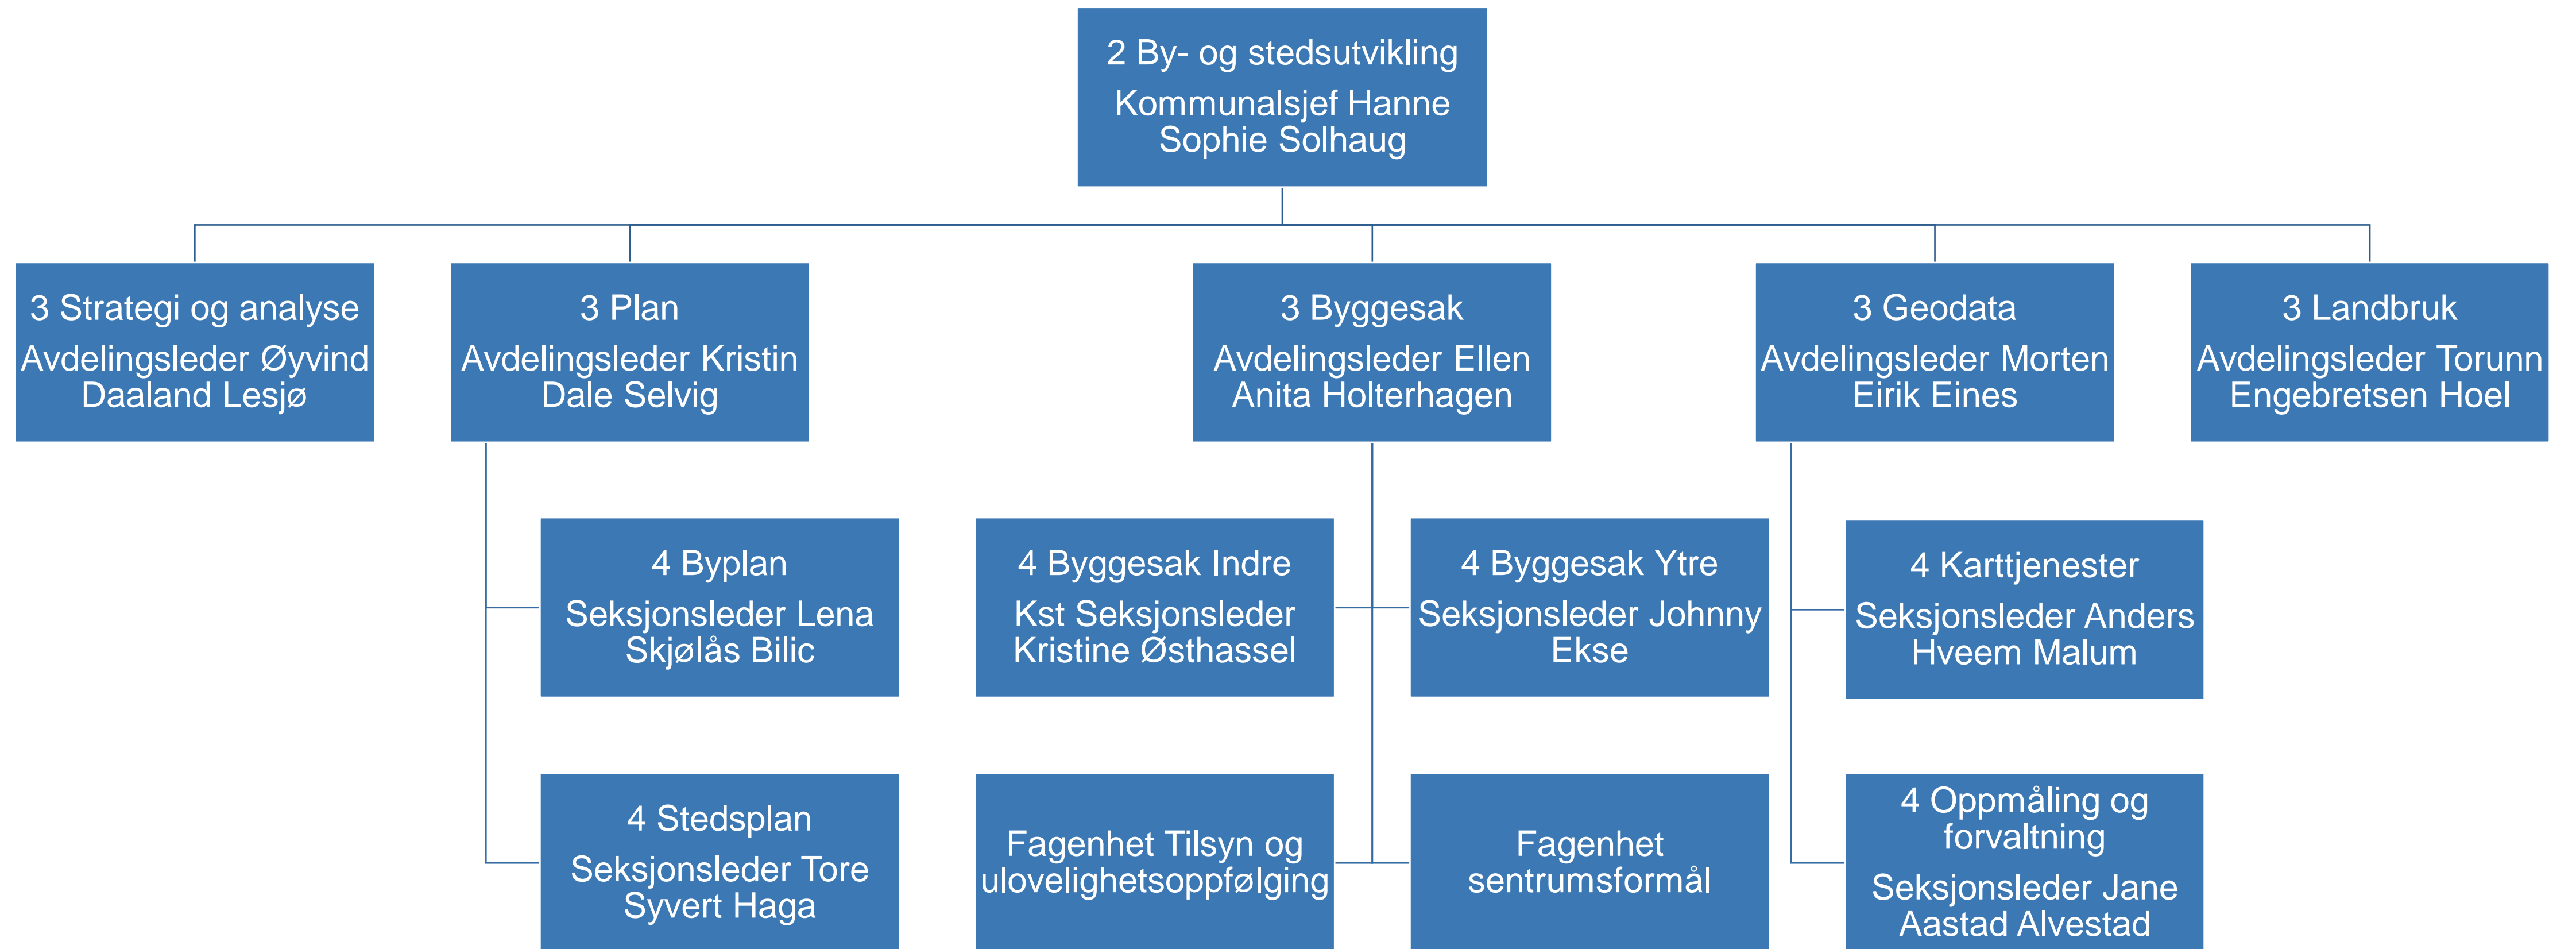 2 By- og stedsutvikling
Kommunalsjef Hanne
Sophie Solhaug
3 Strategi og analyse
Avdelingsleder Øyvind
Daaland Lesjø
3 Plan
Avdelingsleder Kristin
Dale Selvig
3 Byggesak
Avdelingsleder Ellen
Anita Holterhagen
3 Geodata
Avdelingsleder Morten
Eirik Eines
3 Landbruk
Avdelingsleder Torunn
Engebretsen Hoel
4 Byplan
Seksjonsleder Lena
Skjølås Bilic
4 Byggesak Indre
Kst Seksjonsleder
Kristine Østhassel
4 Byggesak Ytre
Seksjonsleder Johnny
Ekse
4 Karttjenester
Seksjonsleder Anders
Hveem Malum
4 Stedsplan
Seksjonsleder Tore
Syvert Haga
Fagenhet Tilsyn og
ulovelighetsoppfølging
Fagenhet
sentrumsformål
4 Oppmåling og
forvaltning
Seksjonsleder Jane
Aastad Alvestad